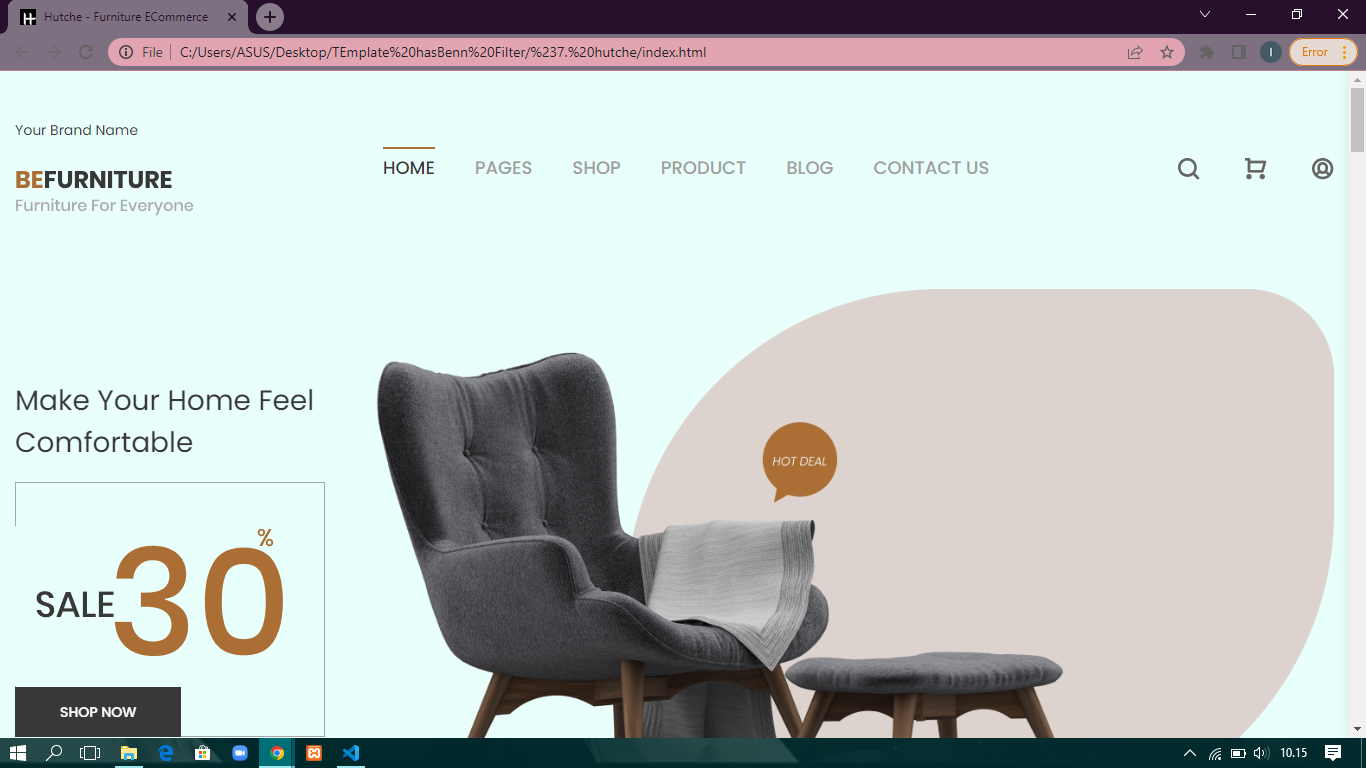 Hutche - Furniture ECommerce
File
C:/Users/ASUS/Desktop/TEmplate%20hasBenn%20Filter/%237.%20hutche/index.html
I
Error
Your Brand Name
BEFURNITURE
Furniture For Everyone
HOME PAGES SHOP PRODUCT BLOG CONTACT US
Make Your Home Feel
Comfortable
HOT DEAL
SALE 30 %
SHOP NOW
10.15